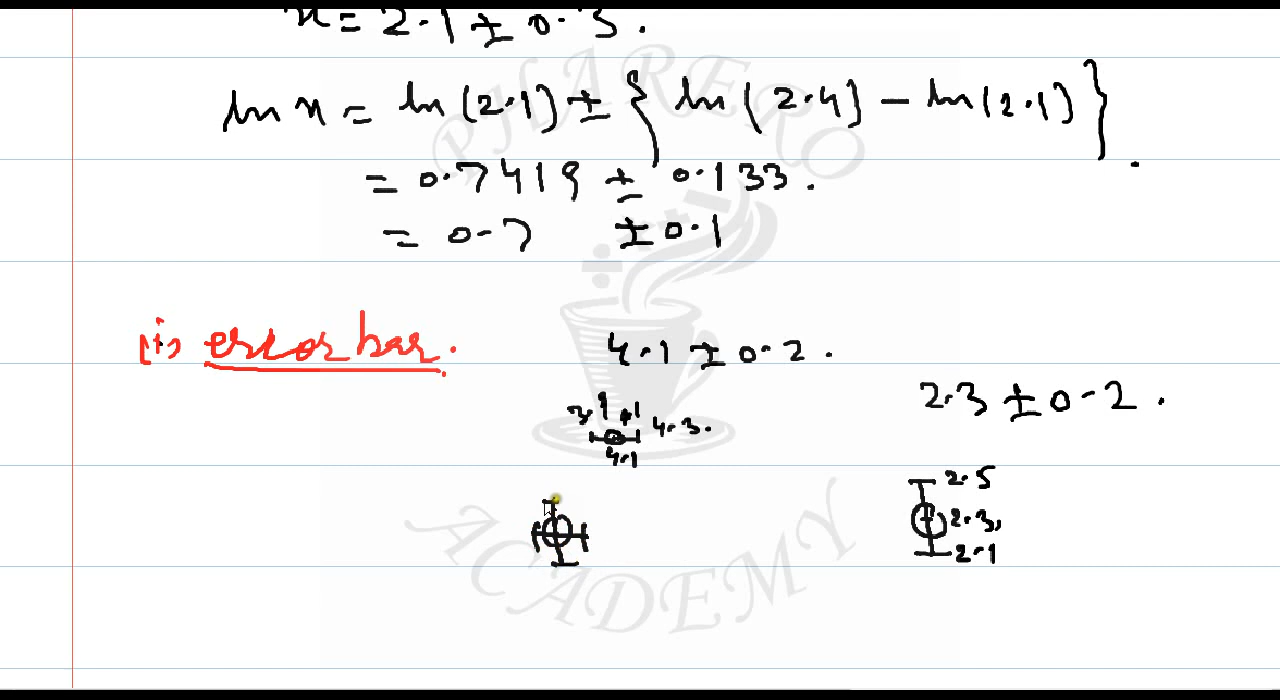 x = 2.1 ± 0.3.
ln x = ln(2.1) ± { ln(2.4) - ln(2.1) }.
= 0.7419 ± 0.133.
= 0.7 ± 0.1
(i) error bar.
4.1 ± 0.2.
2.3 ± 0.2.
3.9 4.1 4.3.
4.1
2.5
2.3,
2.1
PHARERO
ACADEMY